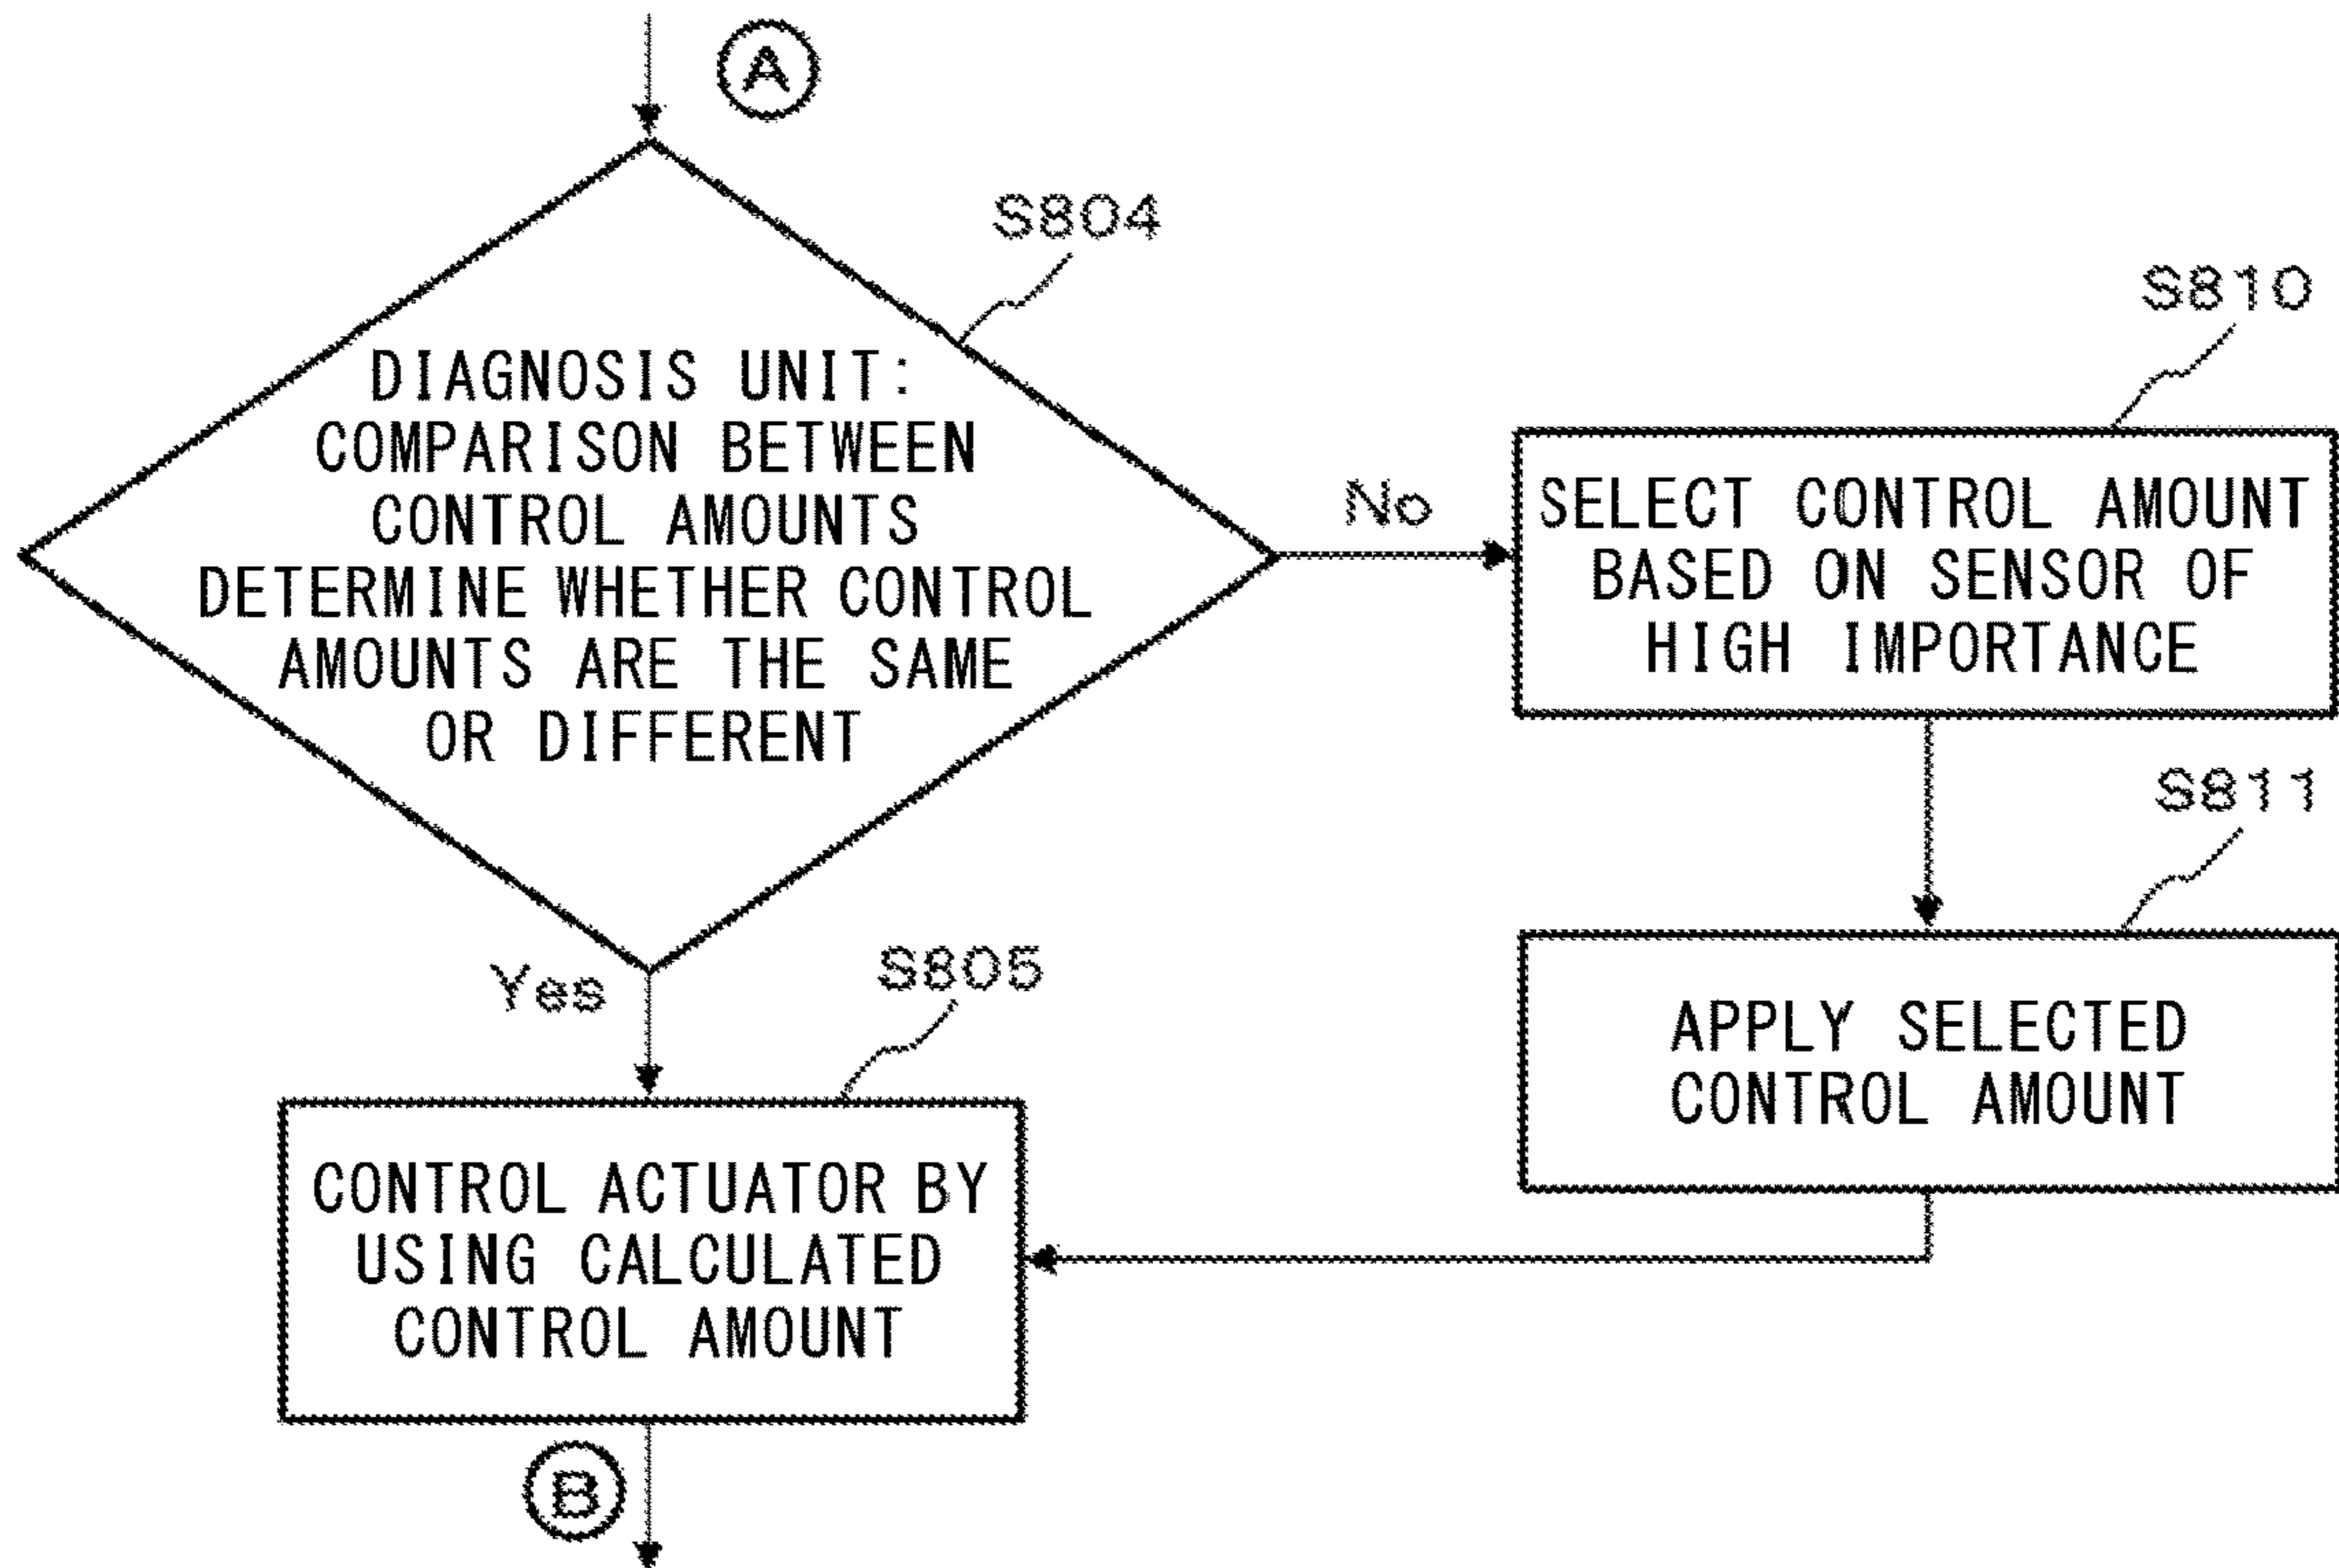 A
S804
DIAGNOSIS UNIT:
COMPARISON BETWEEN
CONTROL AMOUNTS
DETERMINE WHETHER CONTROL
AMOUNTS ARE THE SAME
OR DIFFERENT
No
S810
SELECT CONTROL AMOUNT
BASED ON SENSOR OF
HIGH IMPORTANCE
S811
APPLY SELECTED
CONTROL AMOUNT
Yes
S805
CONTROL ACTUATOR BY
USING CALCULATED
CONTROL AMOUNT
B